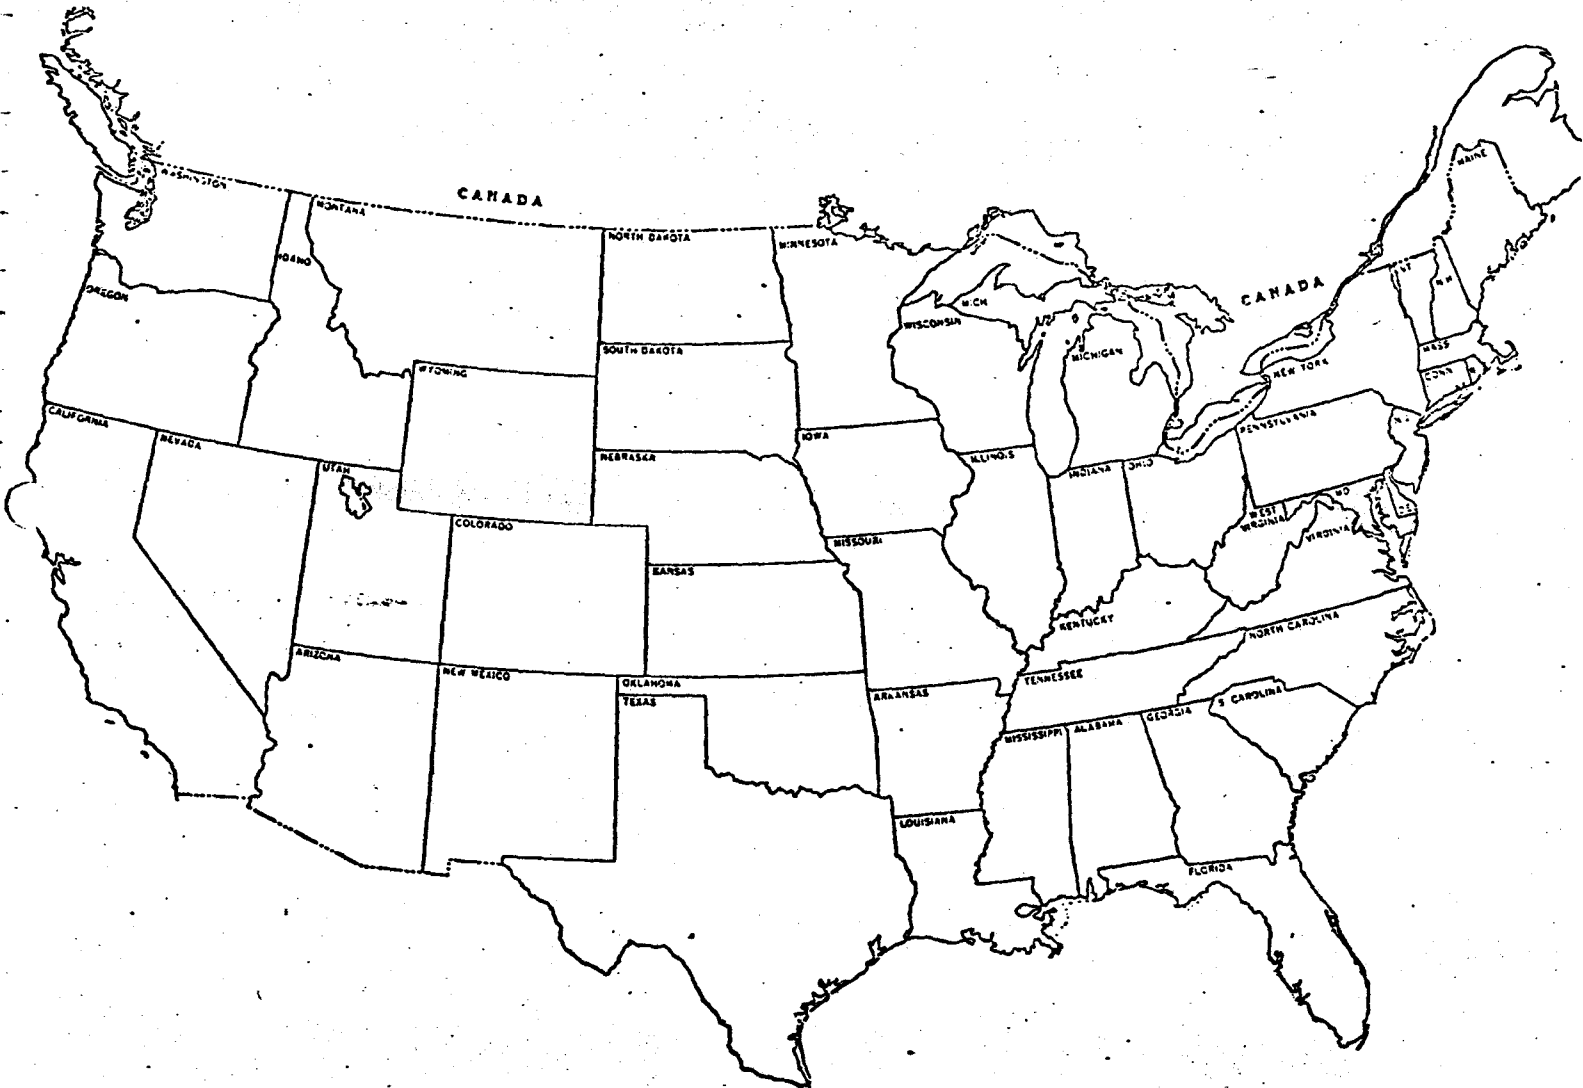 WASHINGTON
CANADA
MONTANA
NORTH DAKOTA
MINNESOTA
IDAHO
OREGON
MICH
CANADA
MAINE
VT
N H
WISCONSIN
SOUTH DAKOTA
MICHIGAN
MASS
WYOMING
NEW YORK
CONN
CALIFORNIA
NEVADA
IOWA
PENNSYLVANIA
UTAH
NEBRASKA
ILLINOIS
INDIANA
OHIO
MD
DE
COLORADO
MISSOURI
WEST
VIRGINIA
VIRGINIA
KANSAS
KENTUCKY
NORTH CAROLINA
ARIZONA
NEW MEXICO
OKLAHOMA
TEXAS
ARKANSAS
TENNESSEE
S CAROLINA
MISSISSIPPI
ALABAMA
GEORGIA
LOUISIANA
FLORIDA